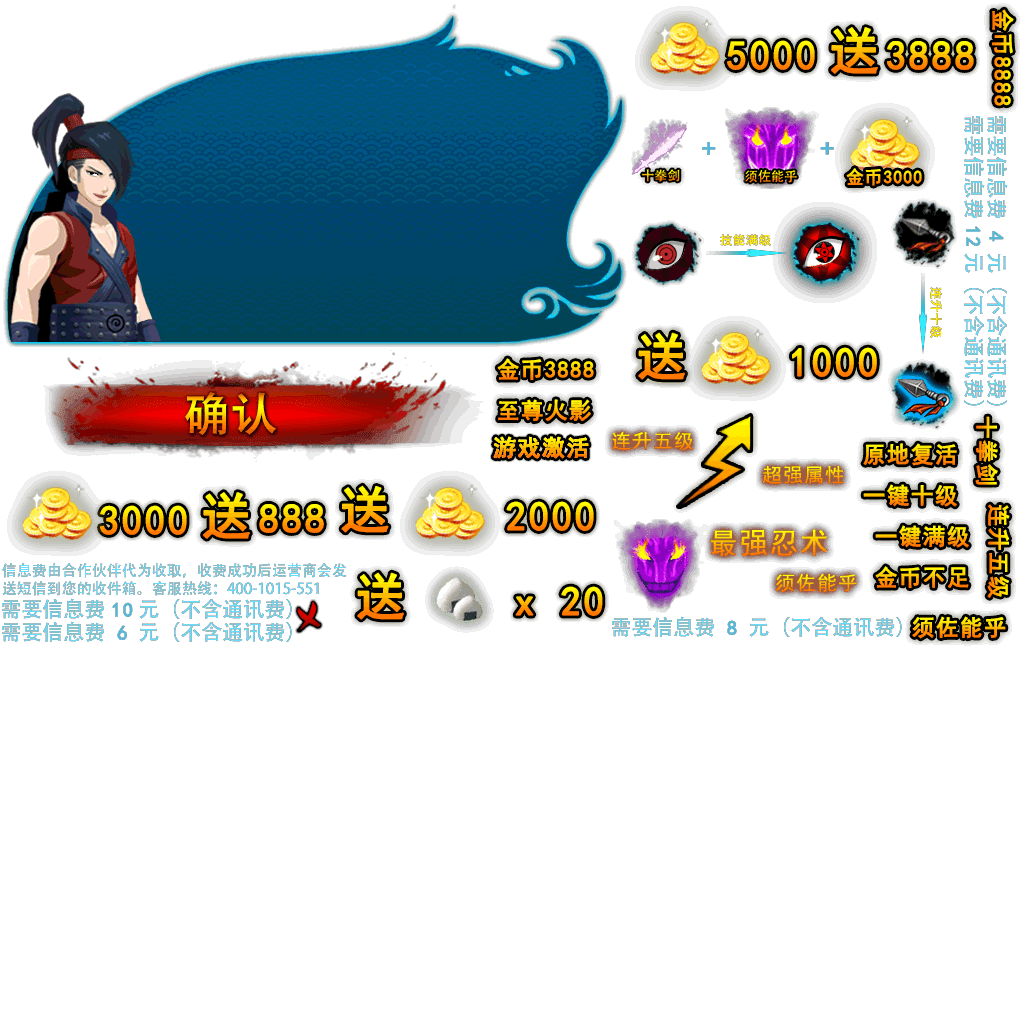 5000 送 3888
金币8888
十拳剑 + 须佐能乎 + 金币3000
需要信息费 4 元 (不含通讯费)
需要信息费 12 元 (不含通讯费)
技能满级
连升十级
送 1000
金币3888
至尊火影
游戏激活
确认
连升五级
超强属性
原地复活
一键十级
一键满级
金币不足
十拳剑
连升五级
3000 送 888
送 2000
最强忍术
须佐能乎
信息费由合作伙伴代为收取，收费成功后运营商会发
送短信到您的收件箱。客服热线：400-1015-551
需要信息费 10 元 (不含通讯费)
需要信息费 6 元 (不含通讯费)
送 x 20
需要信息费 8 元 (不含通讯费)
须佐能乎